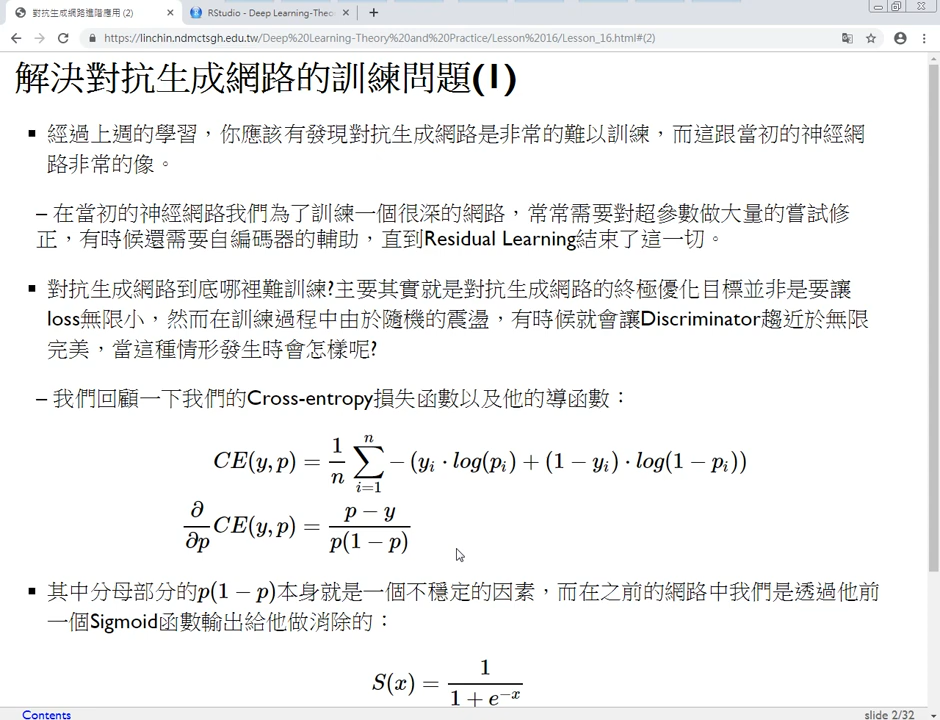 對抗生成網路進階應用 (2)
RStudio - Deep Learning-Theo
https://linchin.ndmctsgh.edu.tw/Deep%20Learning-Theory%20and%20Practice/Lesson%2016/Lesson_16.html#(2)
解決對抗生成網路的訓練問題(1)
▪ 經過上週的學習，你應該有發現對抗生成網路是非常的難以訓練，而這跟當初的神經網
路非常的像。
– 在當初的神經網路我們為了訓練一個很深的網路，常常需要對超參數做大量的嘗試修
正，有時候還需要自編碼器的輔助，直到Residual Learning結束了這一切。
▪ 對抗生成網路到底哪裡難訓練?主要其實就是對抗生成網路的終極優化目標並非是要讓
loss無限小，然而在訓練過程中由於隨機的震盪，有時候就會讓Discriminator趨近於無限
完美，當這種情形發生時會怎樣呢?
– 我們回顧一下我們的Cross-entropy損失函數以及他的導函數：
CE(y, p) = \frac{1}{n} \sum_{i=1}^{n} -(y_i · log(p_i) + (1 − y_i) · log(1 − p_i))
\frac{∂}{∂p} CE(y, p) = \frac{p − y}{p(1 − p)}
▪ 其中分母部分的p(1 − p)本身就是一個不穩定的因素，而在之前的網路中我們是透過他前
一個Sigmoid函數輸出給他做消除的：
S(x) = \frac{1}{1 + e^{−x}}
Contents
slide 2/32